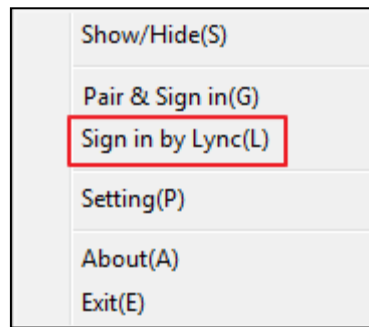 Show/Hide(S)
Pair & Sign in(G)
Sign in by Lync(L)
Setting(P)
About(A)
Exit(E)